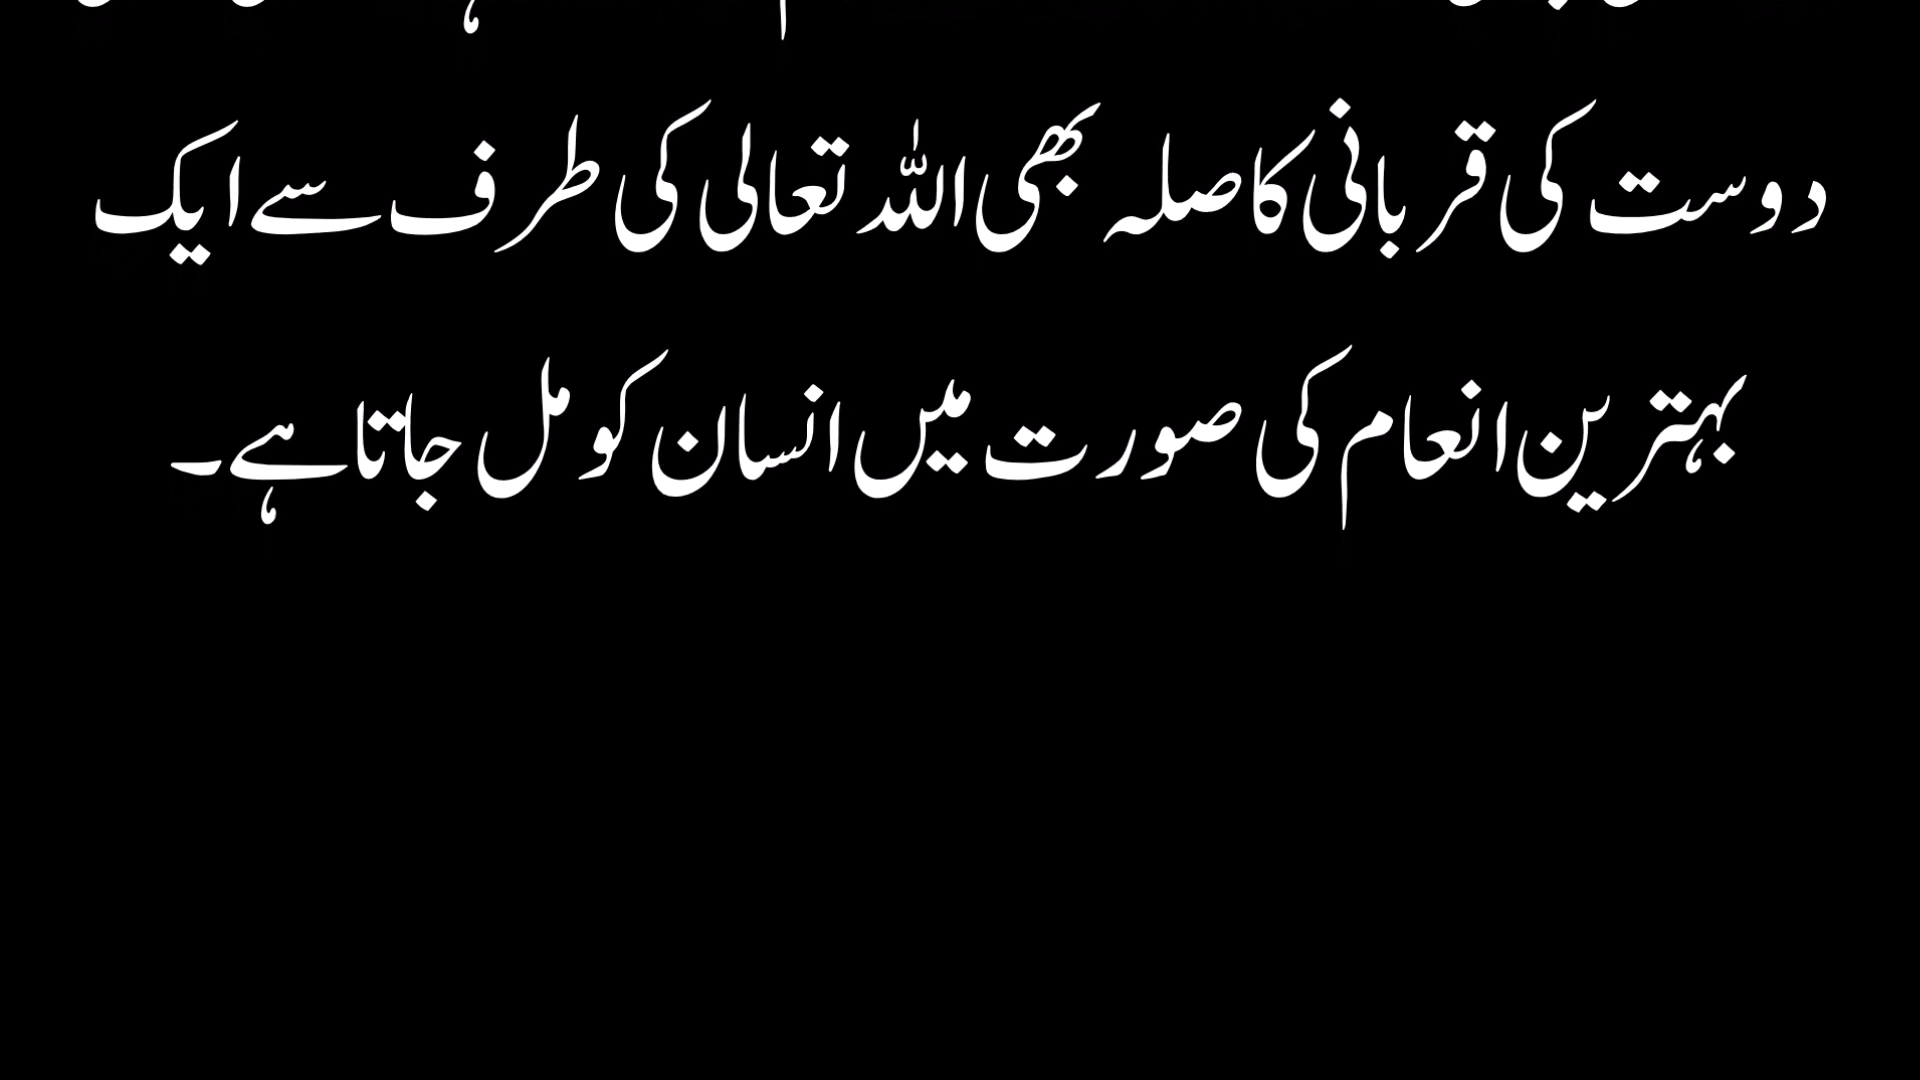 دوست کی قربانی کا صلہ بھی اللہ تعالی کی طرف سے ایک
بہترین انعام کی صورت میں انسان کو مل جاتا ہے۔